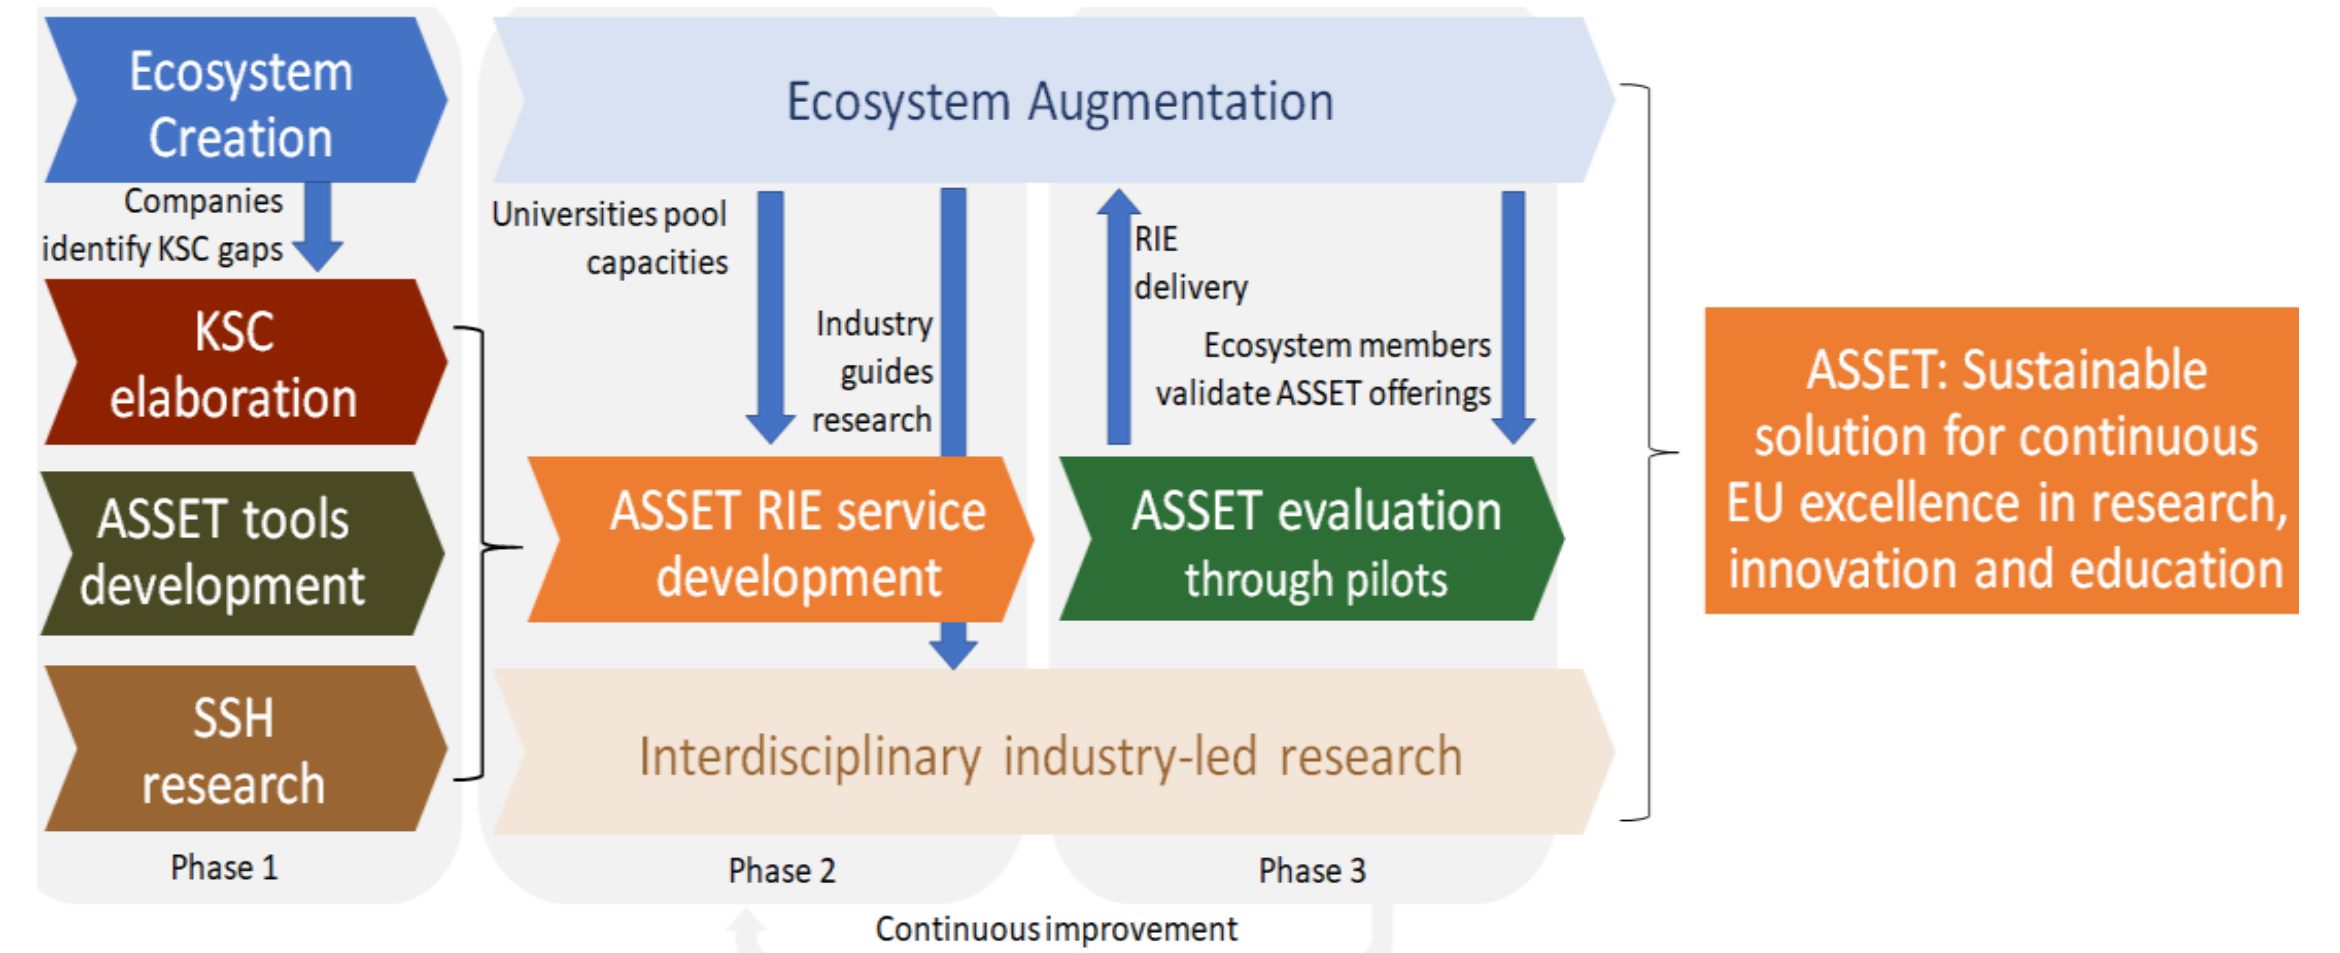 Ecosystem
Creation
Companies
identify KSC gaps
KSC
elaboration
ASSET tools
development
SSH
research
Phase 1
Ecosystem Augmentation
Universities pool
capacities
Industry
guides
research
RIE
delivery
Ecosystem members
validate ASSET offerings
ASSET RIE service
development
ASSET evaluation
through pilots
Interdisciplinary industry-led research
Phase 2
Phase 3
Continuous improvement
ASSET: Sustainable
solution for continuous
EU excellence in research,
innovation and education